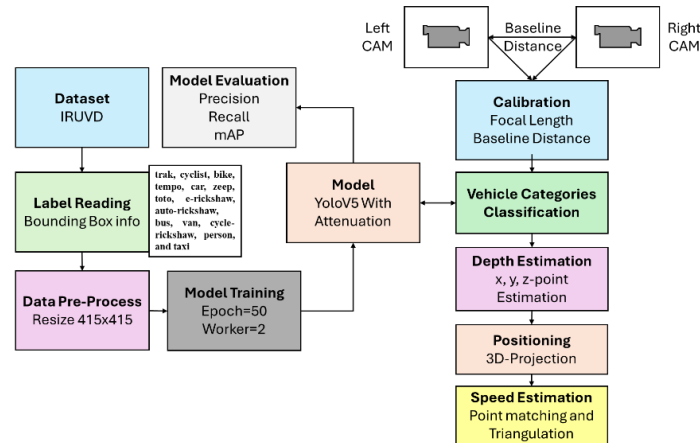 Left
CAM
Baseline
Distance
Right
CAM
Dataset
IRUVD
Model Evaluation
Precision
Recall
mAP
Calibration
Focal Length
Baseline Distance
Label Reading
Bounding Box info
trak, cyclist, bike,
tempo, car, zeep,
toto, e-rickshaw,
auto-rickshaw,
bus, van, cycle-
rickshaw, person,
and taxi
Model
YoloV5 With
Attenuation
Vehicle Categories
Classification
Data Pre-Process
Resize 415x415
Model Training
Epoch=50
Worker=2
Depth Estimation
x, y, z-point
Estimation
Positioning
3D-Projection
Speed Estimation
Point matching and
Triangulation